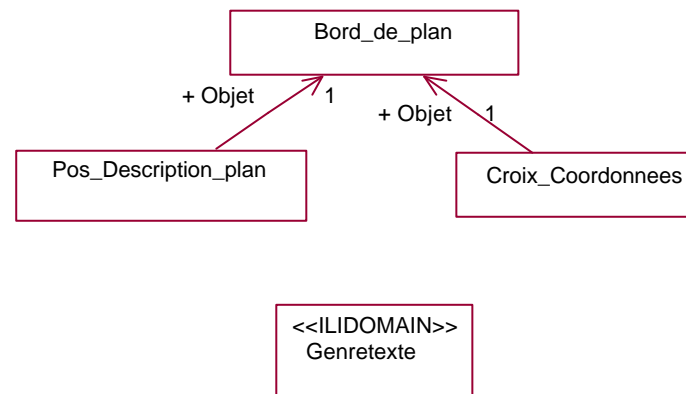 Bord_de_plan
+ Objet 1
+ Objet 1
Pos_Description_plan
Croix_Coordonnees
<<ILIDOMAIN>>
Genretexte